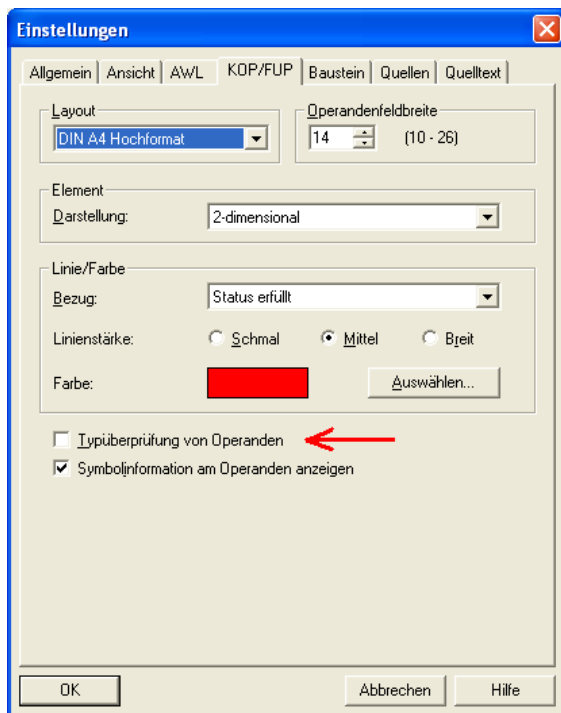 Einstellungen
Allgemein Ansicht AWL KOP/FUP Baustein Quellen Quelltext
Layout Operandenfeldbreite
DIN A4 Hochformat 14 (10 - 26)
Element
Darstellung: 2-dimensional
Linie/Farbe
Bezug: Status erfüllt
Linienstärke: Schmal Mittel Breit
Farbe: Auswählen...
Typüberprüfung von Operanden
Symbolinformation am Operanden anzeigen
OK Abbrechen Hilfe